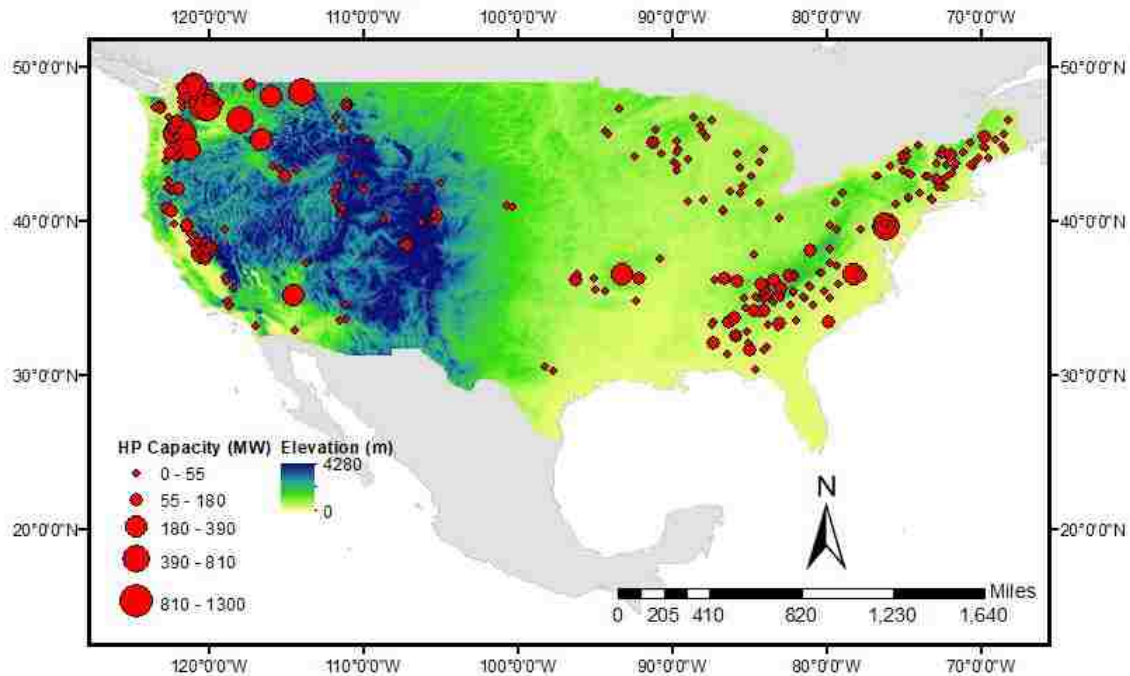 120°0'0"W 110°0'0"W 100°0'0"W 90°0'0"W 80°0'0"W 70°0'0"W
50°0'0"N 50°0'0"N
40°0'0"N 40°0'0"N
30°0'0"N 30°0'0"N
HP Capacity (MW) Elevation (m)
0 - 55 4280
55 - 180 0
180 - 390
390 - 810
810 - 1300
N
20°0'0"N 20°0'0"N
Miles
0 205 410 820 1,230 1,640
120°0'0"W 110°0'0"W 100°0'0"W 90°0'0"W 80°0'0"W 70°0'0"W